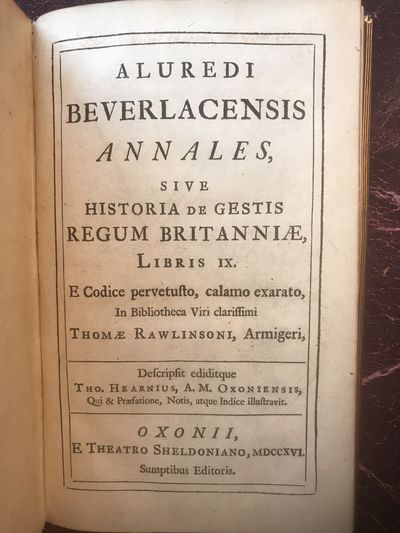 ALUREDI
BEVERLACENSIS
ANNALES,
SIVE
HISTORIA DE GESTIS
REGUM BRITANNIÆ,
LIBRIS IX.
E Codice pervetuſto, calamo exarato,
In Bibliotheca Viri clariſſimi
THOMÆ RAWLINSONI, Armigeri,
Deſcripſit ediditque
THO. HEARNIUS, A. M. OXONIENSIS,
Qui & Præfatione, Notis, atque Indice illuſtravit.
OXONII,
E THEATRO SHELDONIANO, MDCCXVI.
Sumptibus Editoris.